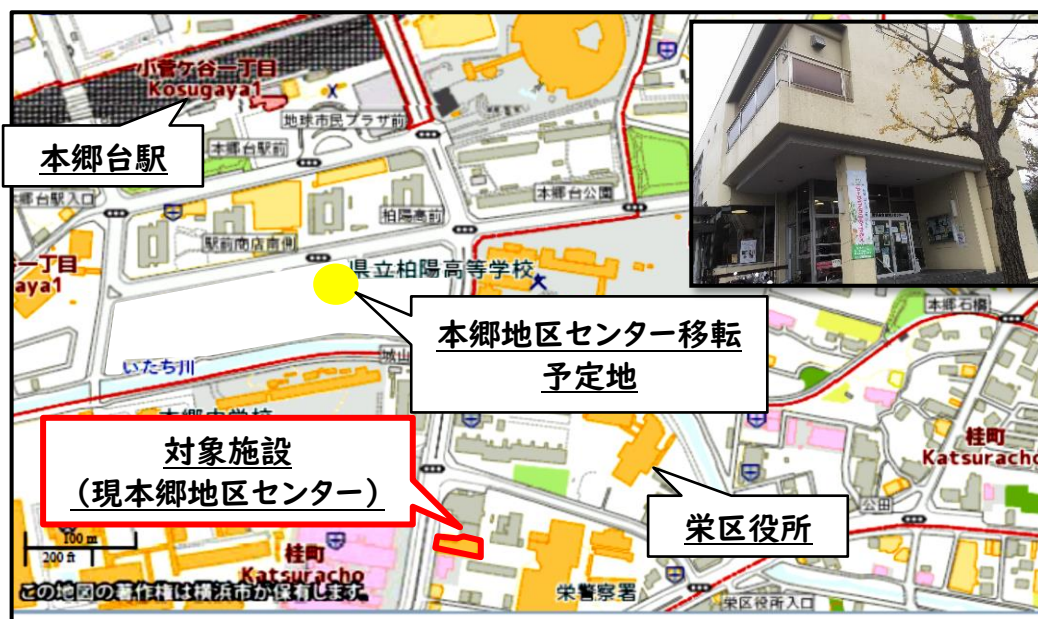 小菅ケ谷一丁目
Kosugaya1
地球市民プラザ前
本郷台駅
本郷台駅前
本郷台駅入口
本郷台公園
柏陽高前
駅前商店南側
県立柏陽高等学校
本郷石橋
本郷地区センター移転
予定地
いたち川
城山
本郷中学校
対象施設
(現本郷地区センター)
桂町
Katsuracho
公田
栄区役所
100 m
200 ft
桂町
Katsuracho
栄警察署
栄区役所入口
この地図の著作権は横浜市が保有します。